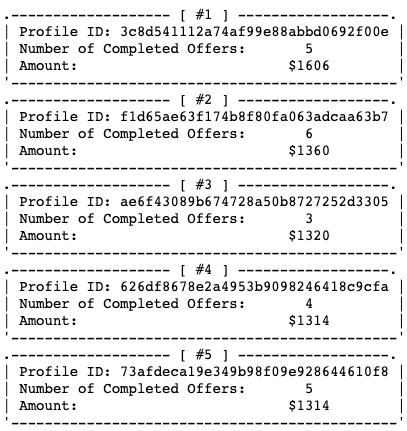 .------------------- [ #1 ] ------------------.
| Profile ID: 3c8d541112a74af99e88abbd0692f00e |
| Number of Completed Offers: 5 |
| Amount: $1606 |
'----------------------------------------------'
.------------------- [ #2 ] ------------------.
| Profile ID: f1d65ae63f174b8f80fa063adcaa63b7 |
| Number of Completed Offers: 6 |
| Amount: $1360 |
'----------------------------------------------'
.------------------- [ #3 ] ------------------.
| Profile ID: ae6f43089b674728a50b8727252d3305 |
| Number of Completed Offers: 3 |
| Amount: $1320 |
'----------------------------------------------'
.------------------- [ #4 ] ------------------.
| Profile ID: 626df8678e2a4953b9098246418c9cfa |
| Number of Completed Offers: 4 |
| Amount: $1314 |
'----------------------------------------------'
.------------------- [ #5 ] ------------------.
| Profile ID: 73afdeca19e349b98f09e928644610f8 |
| Number of Completed Offers: 5 |
| Amount: $1314 |
'----------------------------------------------'